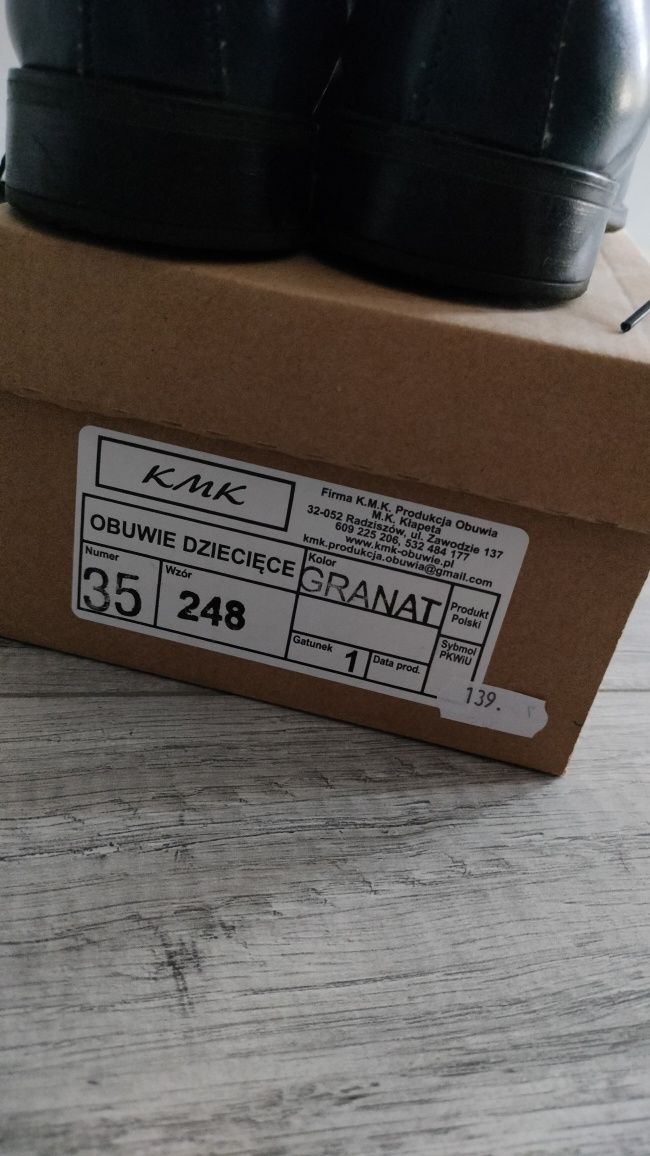 KMK
Firma K.M.K. Produkcja Obuwia
M.K. Kłapeta
32-052 Radziszów, ul. Zawodzie 137
609 225 206, 532 484 177
www.kmk-obuwie.pl
kmk.produkcja.obuwia@gmail.com
OBUWIE DZIECIĘCE
Kolor
GRANAT
Produkt
Polski
Numer
35
Wzór
248
Gatunek
1
Data prod.
Sybmol
PKWiU
139.